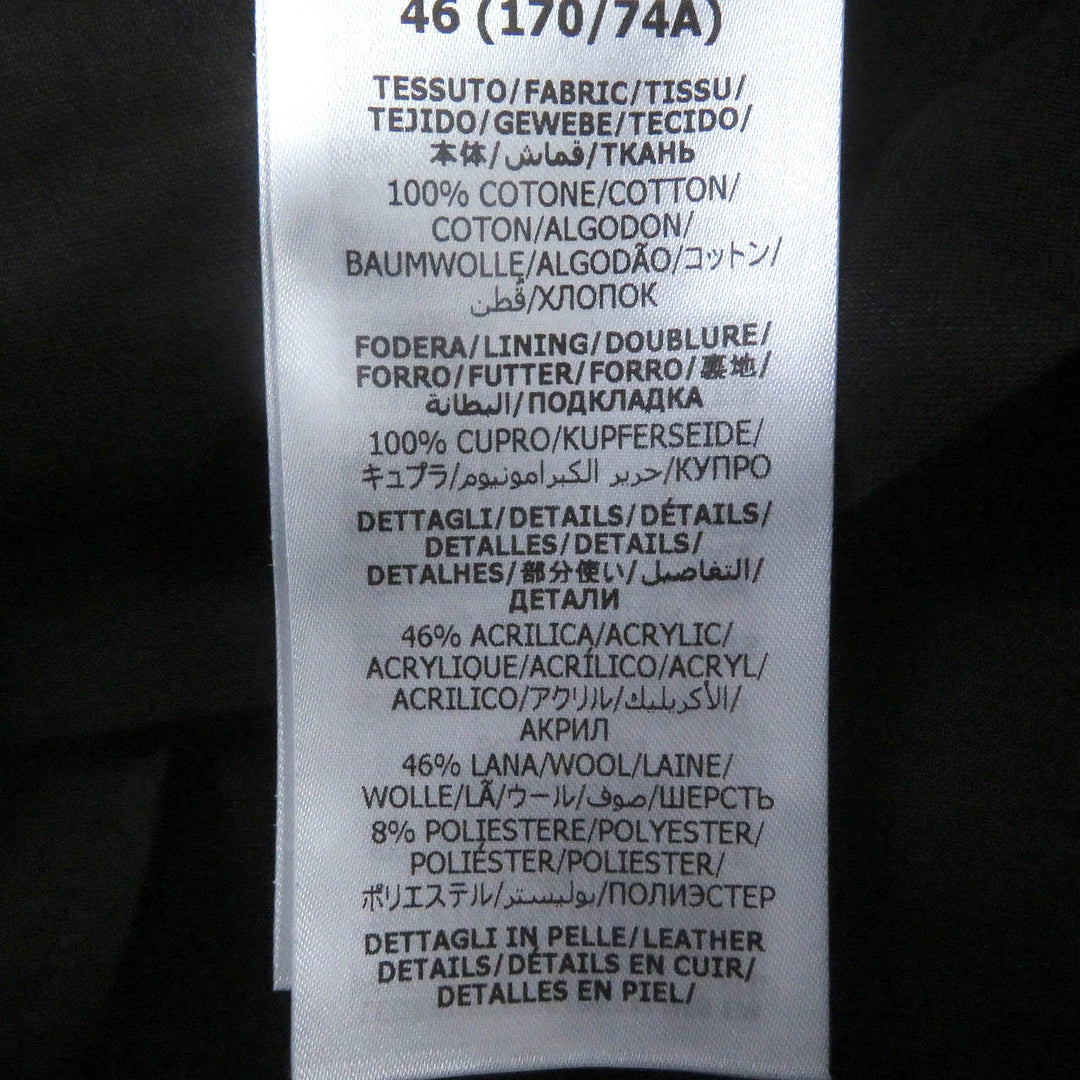 46 (170/74A)
TESSUTO/FABRIC/TISSU/
TEJIDO/GEWEBE/TECIDO/
本体/قماش/ТКАНЬ
100% COTONE/COTTON/
COTON/ALGODON/
BAUMWOLLE/ALGODÃO/コットン/
قُطن/ХЛОПОК
FODERA/LINING/DOUBLURE/
FORRO/FUTTER/FORRO/裏地/
البطانة/ПОДКЛАДКА
100% CUPRO/KUPFERSEIDE/
キュプラ/حرير الكبرامونيوم/КУПРО
DETTAGLI/DETAILS/DÉTAILS/
DETALLES/DETAILS/
DETALHES/部分使い/التفاصيل/
ДЕТАЛИ
46% ACRILICA/ACRYLIC/
ACRYLIQUE/ACRÍLICO/ACRYL/
ACRILICO/アクリル/الأكريليك/
АКРИЛ
46% LANA/WOOL/LAINE/
WOLLE/LÃ/ウール/صوف/ШЕРСТЬ
8% POLIESTERE/POLYESTER/
POLIÉSTER/POLIESTER/
ポリエステル/بوليستر/ПОЛИЭСТЕР
DETTAGLI IN PELLE/LEATHER
DETAILS/DÉTAILS EN CUIR/
DETALLES EN PIEL/